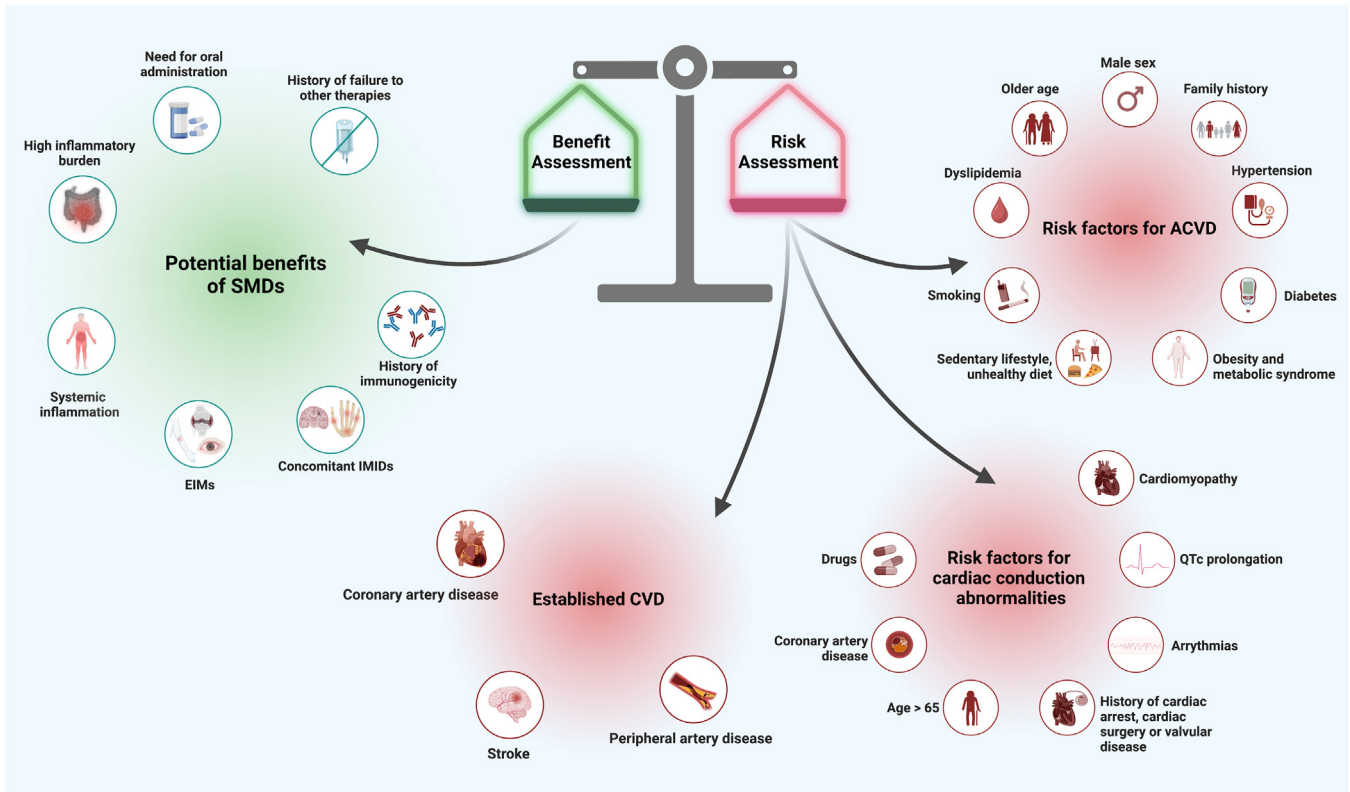 Need for oral
administration
History of failure to
other therapies
High inflammatory
burden
Potential benefits
of SMDs
Systemic
inflammation
EIMs
Concomitant IMIDs
History of
immunogenicity
Benefit
Assessment
Risk
Assessment
Male sex
Older age
Family history
Dyslipidemia
Hypertension
Risk factors for ACVD
Smoking
Diabetes
Sedentary lifestyle,
unhealthy diet
Obesity and
metabolic syndrome
Coronary artery disease
Established CVD
Stroke
Peripheral artery disease
Cardiomyopathy
Drugs
Risk factors for
cardiac conduction
abnormalities
QTc prolongation
Coronary artery
disease
Arrythmias
Age > 65
History of cardiac
arrest, cardiac
surgery or valvular
disease